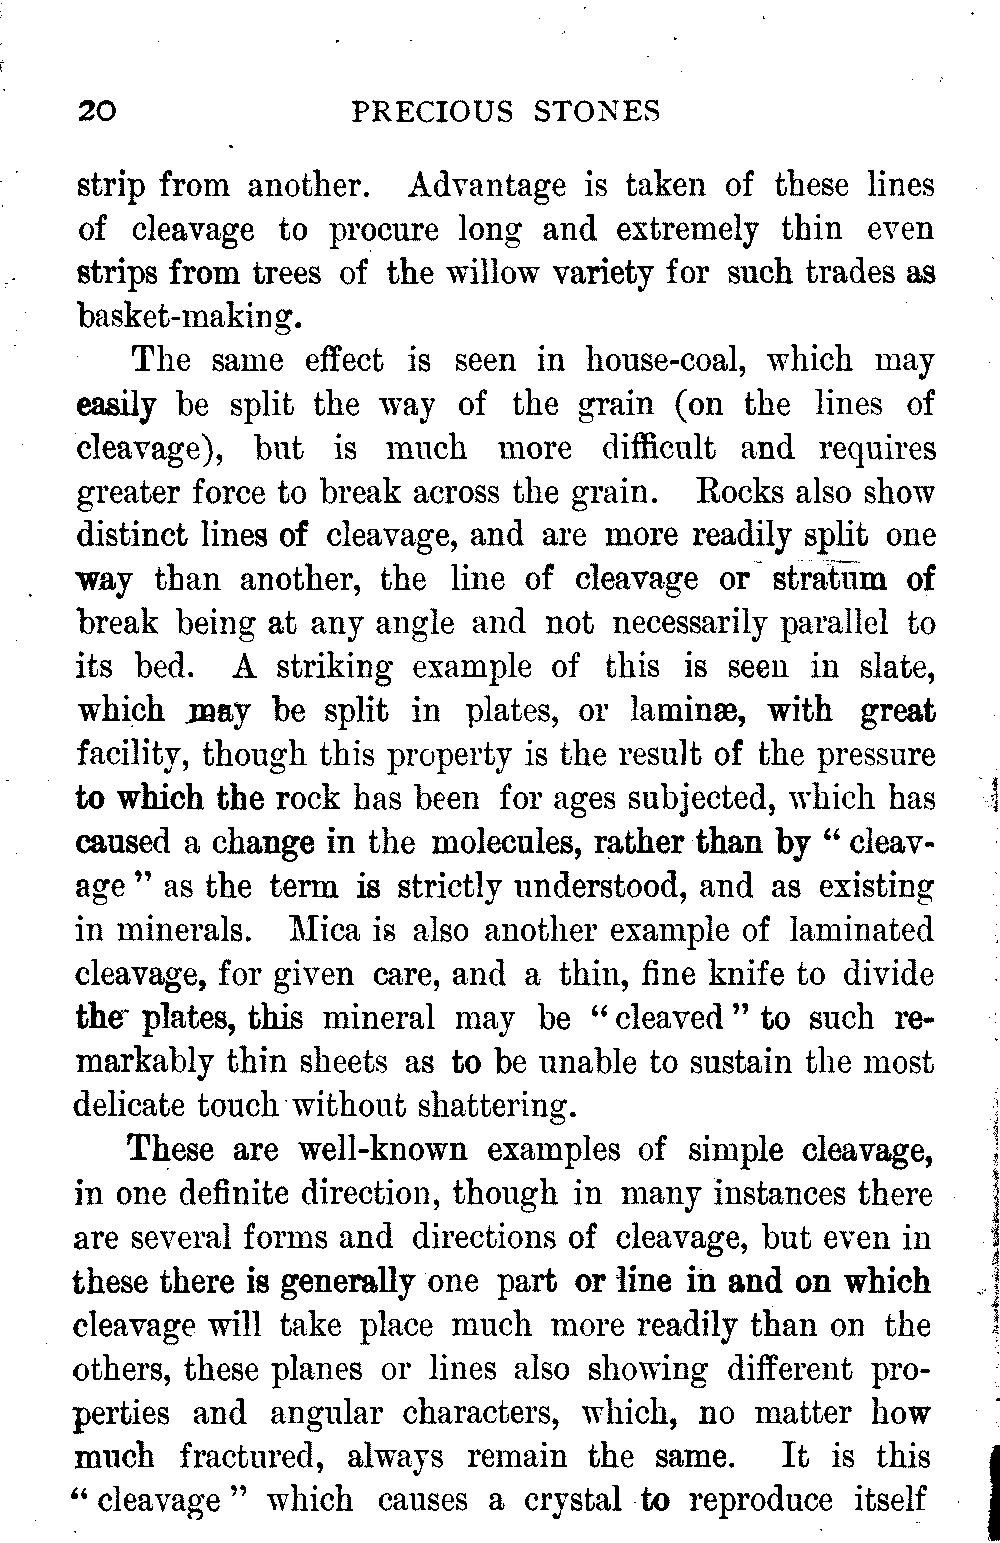 20 PRECIOUS STONES
strip from another. Advantage is taken of these lines
of cleavage to procure long and extremely thin even
strips from trees of the willow variety for such trades as
basket-making.
The same effect is seen in house-coal, which may
easily be split the way of the grain (on the lines of
cleavage), but is much more difficult and requires
greater force to break across the grain. Rocks also show
distinct lines of cleavage, and are more readily split one
way than another, the line of cleavage or stratum of
break being at any angle and not necessarily parallel to
its bed. A striking example of this is seen in slate,
which may be split in plates, or laminæ, with great
facility, though this property is the result of the pressure
to which the rock has been for ages subjected, which has
caused a change in the molecules, rather than by “ cleav-
age ” as the term is strictly understood, and as existing
in minerals. Mica is also another example of laminated
cleavage, for given care, and a thin, fine knife to divide
the plates, this mineral may be “ cleaved ” to such re-
markably thin sheets as to be unable to sustain the most
delicate touch without shattering.
These are well-known examples of simple cleavage,
in one definite direction, though in many instances there
are several forms and directions of cleavage, but even in
these there is generally one part or line in and on which
cleavage will take place much more readily than on the
others, these planes or lines also showing different pro-
perties and angular characters, which, no matter how
much fractured, always remain the same. It is this
“ cleavage ” which causes a crystal to reproduce itself